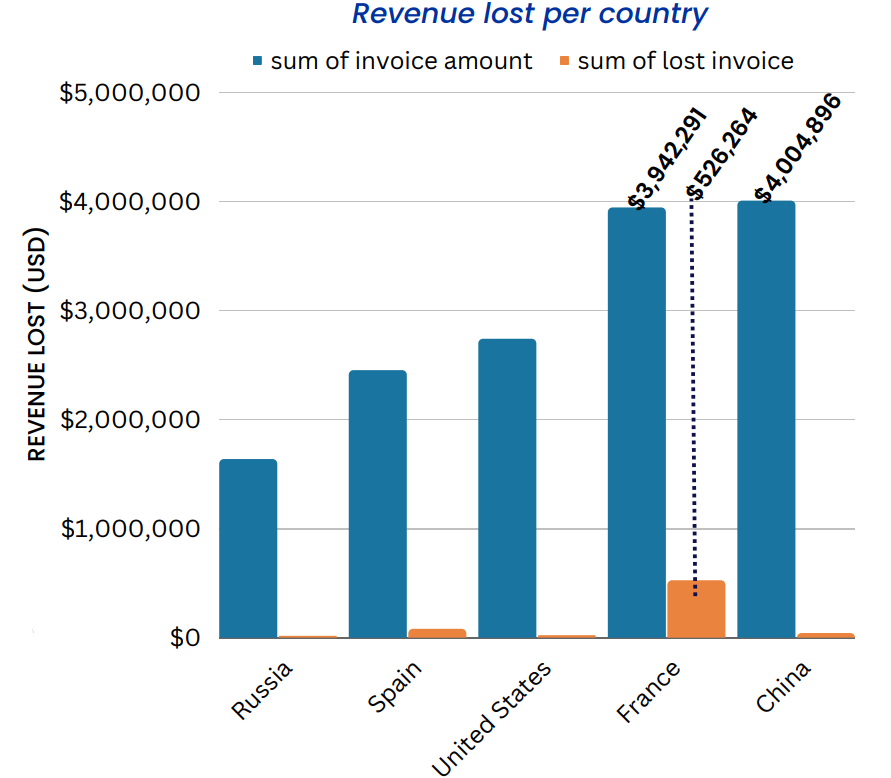 Revenue lost per country
sum of invoice amount
sum of lost invoice
REVENUE LOST (USD)
$5,000,000
$4,000,000
$3,000,000
$2,000,000
$1,000,000
$0
$3,942,291
$526,264
$4,004,896
Russia
Spain
United States
France
China